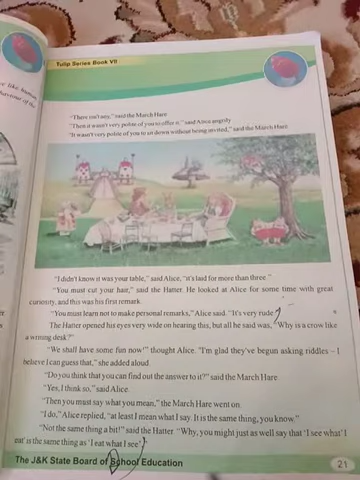 ve like human
behaviour of the
Tulip Series Book VII
"There isn't any," said the March Hare
"Then it wasn't very polite of you to offer it," said Alice angrily
"It wasn't very polite of you to sit down without being invited," said the March Hare
"I didn't know it was your table," said Alice, "it's laid for more than three."
"You must cut your hair," said the Hatter. He looked at Alice for some time with great
curiosity, and this was his first remark.
"You must learn not to make personal remarks," Alice said. "It's very rude."
The Hatter opened his eyes very wide on hearing this, but all he said was, "Why is a crow like
a writing desk?"
"We shall have some fun now!" thought Alice. "I'm glad they've begun asking riddles – I
believe I can guess that," she added aloud.
"Do you think that you can find out the answer to it?" said the March Hare.
"Yes, I think so," said Alice.
"Then you must say what you mean," the March Hare went on.
"I do," Alice replied, "at least I mean what I say. It is the same thing, you know."
"Not the same thing a bit!" said the Hatter "Why, you might just as well say that 'I see what I
eat' is the same thing as 'I eat what I see'
The J&K State Board of School Education
21